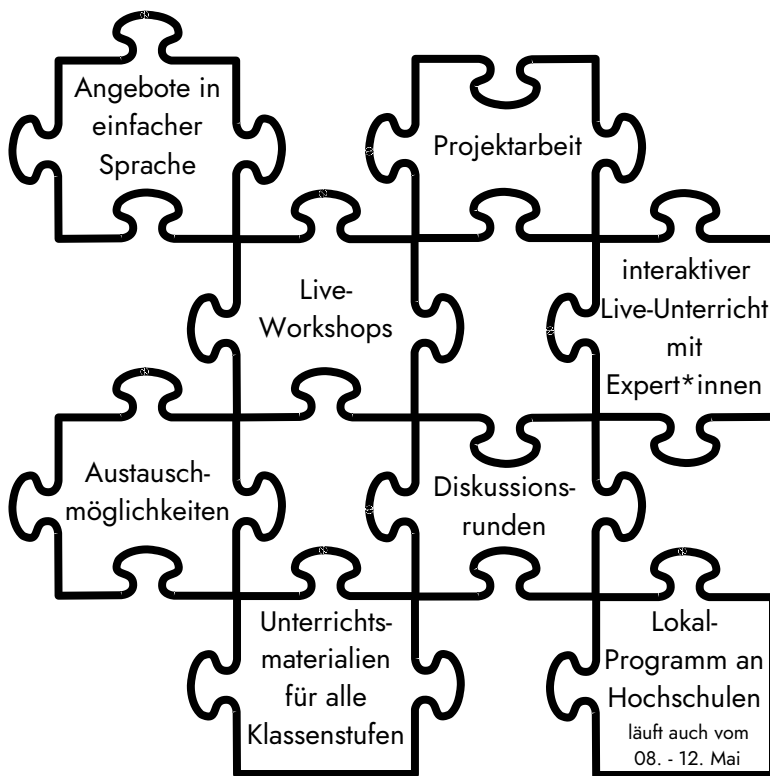 Angebote in
einfacher
Sprache
Projektarbeit
Live-
Workshops
interaktiver
Live-Unterricht
mit
Expert*innen
Austausch-
möglichkeiten
Diskussions-
runden
Unterrichts-
materialien
für alle
Klassenstufen
Lokal-
Programm an
Hochschulen
läuft auch vom
08. - 12. Mai